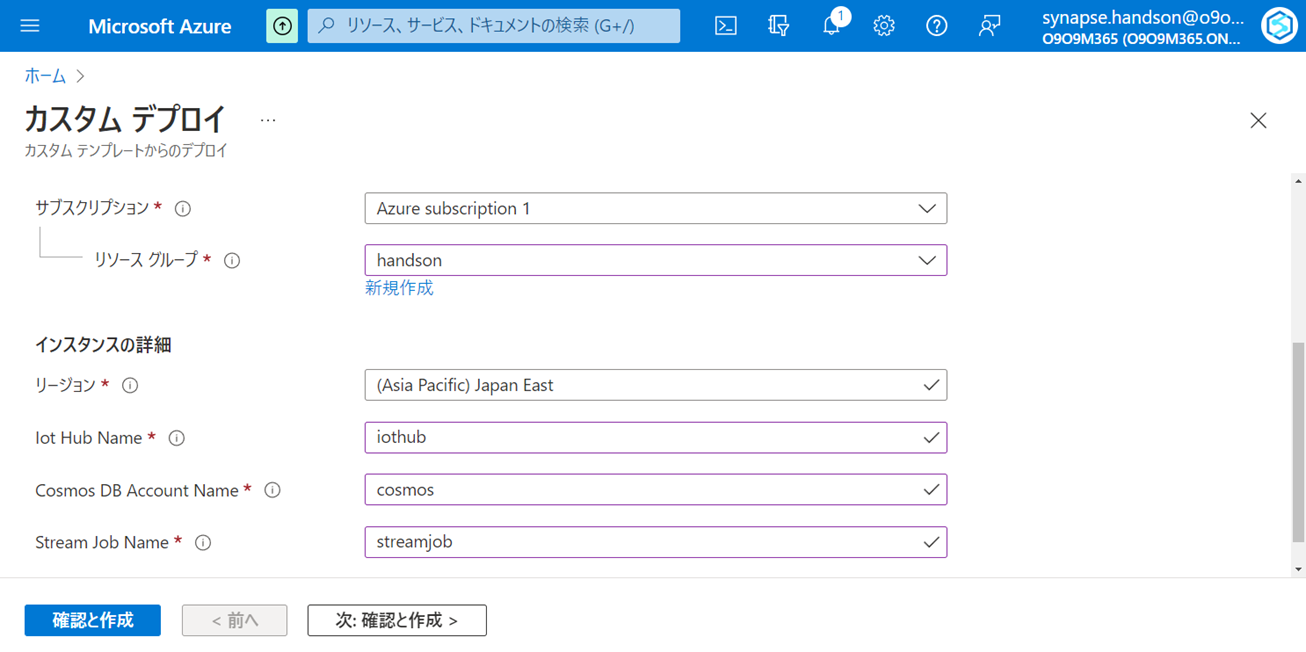 Microsoft Azure
リソース、サービス、ドキュメントの検索 (G+/)
1
synapse.handson@o9o...
O9O9M365 (O9O9M365.ON...
ホーム >
カスタム デプロイ ...
カスタム テンプレートからのデプロイ
サブスクリプション *
Azure subscription 1
リソース グループ *
handson
新規作成
インスタンスの詳細
リージョン *
(Asia Pacific) Japan East
Iot Hub Name *
iothub
Cosmos DB Account Name *
cosmos
Stream Job Name *
streamjob
確認と作成
< 前へ
次: 確認と作成 >